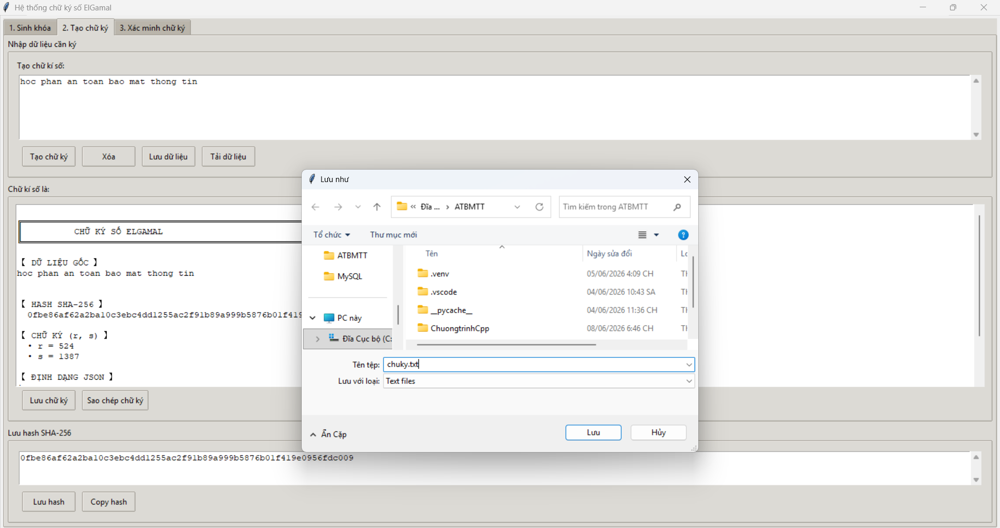 Hệ thống chữ ký số ElGamal
1. Sinh khóa
2. Tạo chữ ký
3. Xác minh chữ ký
Nhập dữ liệu cần ký
Tạo chữ kí số:
hoc phan an toan bao mat thong tin
Tạo chữ ký
Xóa
Lưu dữ liệu
Tải dữ liệu
Chữ kí số là:
CHỮ KÝ SỐ ELGAMAL
【 DỮ LIỆU GỐC 】
hoc phan an toan bao mat thong tin
【 HASH SHA-256 】
0fbe86af62a2ba10c3ebc4dd1255ac2f91b89a999b5876b01f419
【 CHỮ KÝ (r, s) 】
• r = 524
• s = 1387
【 ĐỊNH DẠNG JSON 】
Lưu chữ ký
Sao chép chữ ký
Lưu hash SHA-256
0fbe86af62a2ba10c3ebc4dd1255ac2f91b89a999b5876b01f419e0956fdc009
Lưu hash
Copy hash
Lưu như
« Đĩa ... › ATBMTT
Tìm kiếm trong ATBMTT
Tổ chức
Thư mục mới
?
ATBMTT
MySQL
PC này
Đĩa Cục bộ (C:
Tên
Ngày sửa đổi
.venv
05/06/2026 4:09 CH
.vscode
04/06/2026 10:43 SA
__pycache__
04/06/2026 11:36 CH
ChuongtrinhCpp
08/06/2026 6:46 CH
Tên tệp: chuky.txt
Lưu với loại: Text files
Ẩn Cặp
Lưu
Hủy